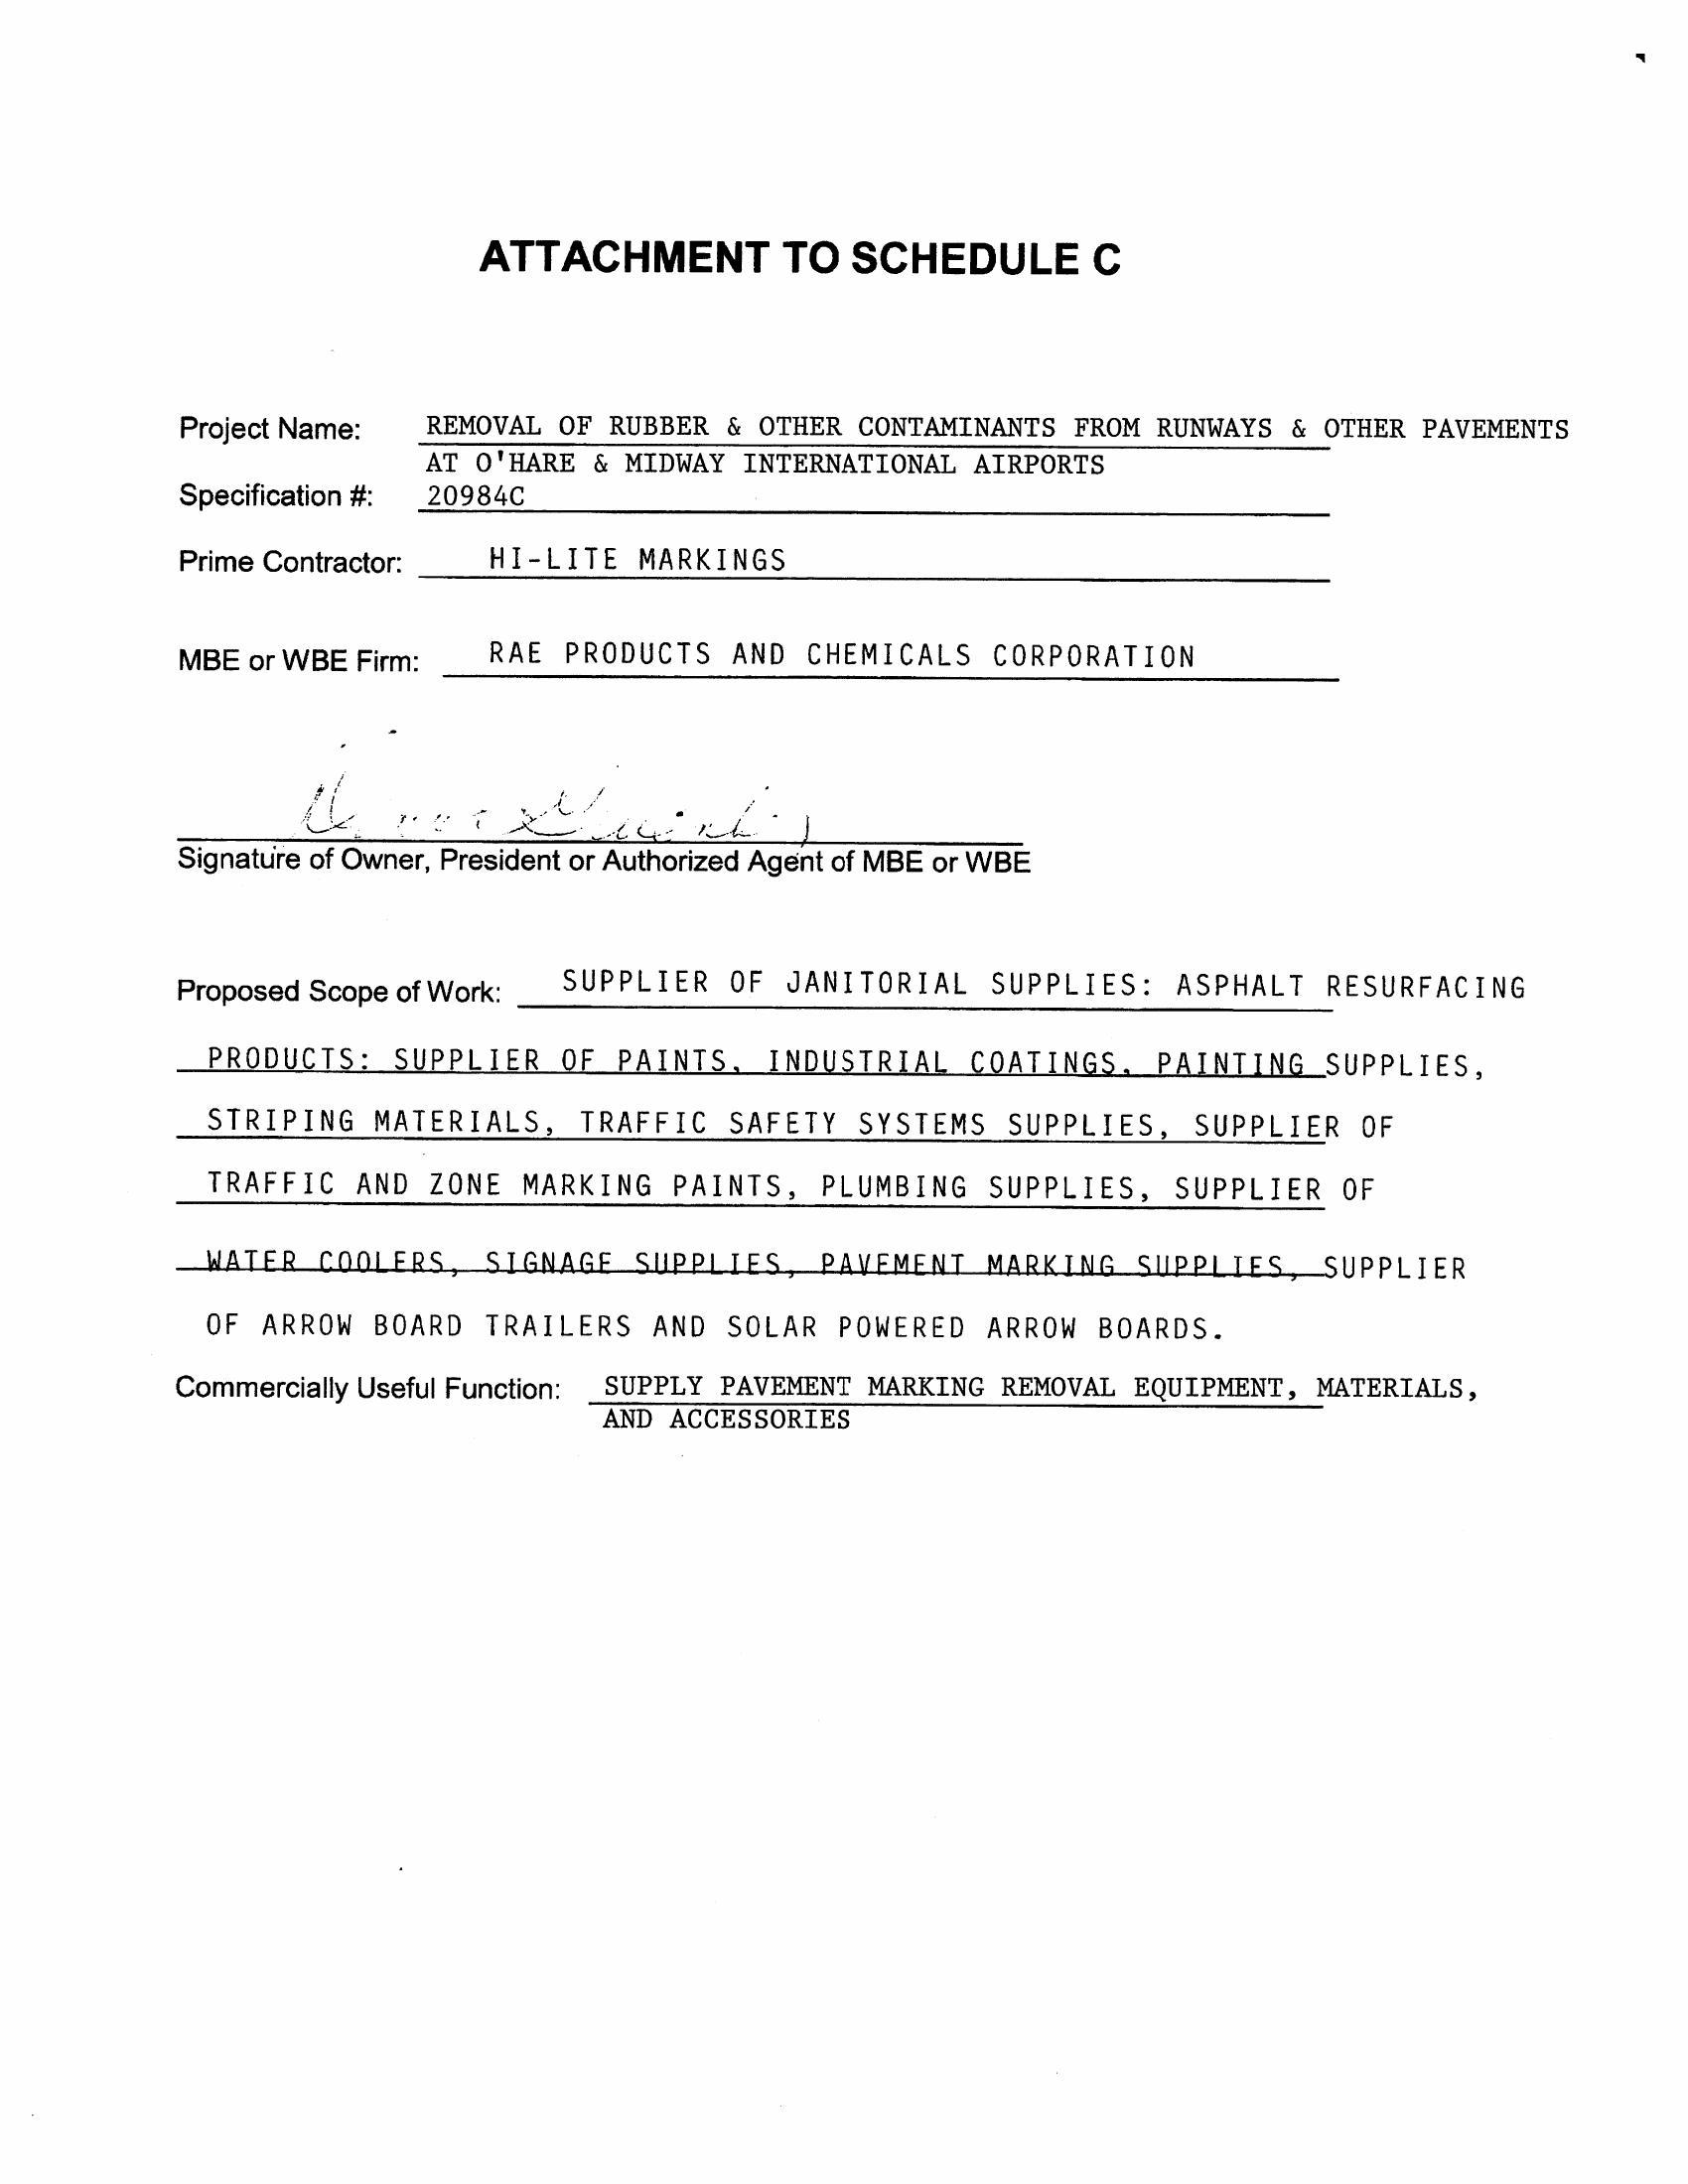 ATTACHMENT TO SCHEDULE C
Project Name: REMOVAL OF RUBBER & OTHER CONTAMINANTS FROM RUNWAYS & OTHER PAVEMENTS
AT O'HARE & MIDWAY INTERNATIONAL AIRPORTS
Specification #: 20984C
Prime Contractor: HI-LITE MARKINGS
MBE or WBE Firm: RAE PRODUCTS AND CHEMICALS CORPORATION
Signature of Owner, President or Authorized Agent of MBE or WBE
Proposed Scope of Work: SUPPLIER OF JANITORIAL SUPPLIES: ASPHALT RESURFACING
PRODUCTS: SUPPLIER OF PAINTS, INDUSTRIAL COATINGS, PAINTING SUPPLIES,
STRIPING MATERIALS, TRAFFIC SAFETY SYSTEMS SUPPLIES, SUPPLIER OF
TRAFFIC AND ZONE MARKING PAINTS, PLUMBING SUPPLIES, SUPPLIER OF
WATER COOLERS, SIGNAGE SUPPLIES, PAVEMENT MARKING SUPPLIES, SUPPLIER
OF ARROW BOARD TRAILERS AND SOLAR POWERED ARROW BOARDS.
Commercially Useful Function: SUPPLY PAVEMENT MARKING REMOVAL EQUIPMENT, MATERIALS,
AND ACCESSORIES